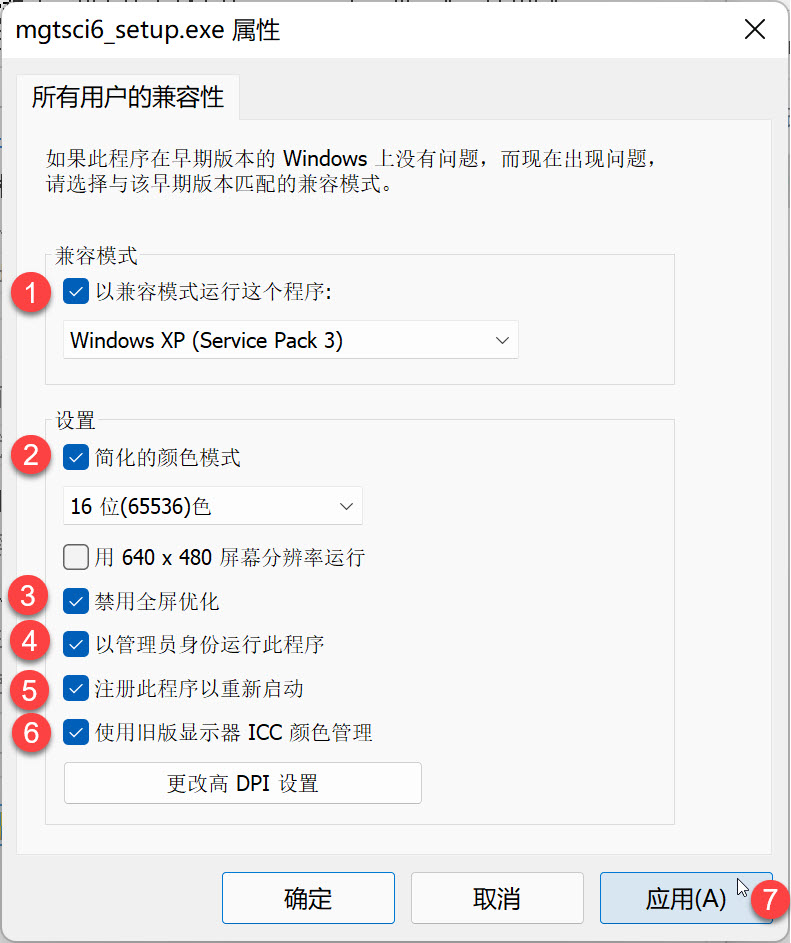 mgtsci6_setup.exe 属性
所有用户的兼容性
如果此程序在早期版本的 Windows 上没有问题，而现在出现问题，
请选择与该早期版本匹配的兼容模式。
兼容模式
1 以兼容模式运行这个程序:
Windows XP (Service Pack 3)
设置
2 简化的颜色模式
16 位(65536)色
用 640 x 480 屏幕分辨率运行
3 禁用全屏优化
4 以管理员身份运行此程序
5 注册此程序以重新启动
6 使用旧版显示器 ICC 颜色管理
更改高 DPI 设置
确定 取消 应用(A) 7